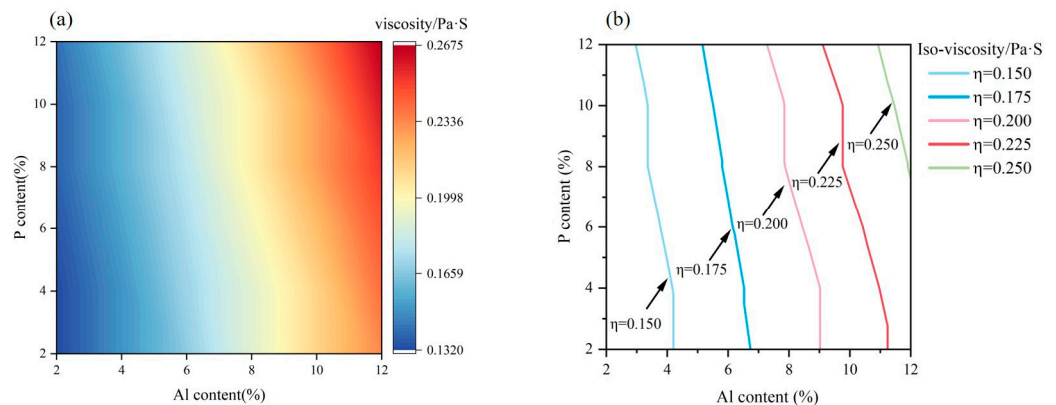 (a)
viscosity/Pa·S
12
10
8
6
4
2
P content(%)
2 4 6 8 10 12
Al content(%)
0.2675
0.2336
0.1998
0.1659
0.1320
(b)
Iso-viscosity/Pa·S
η=0.150
η=0.175
η=0.200
η=0.225
η=0.250
12
10
8
6
4
2
P content (%)
η=0.250
η=0.225
η=0.200
η=0.175
η=0.150
2 4 6 8 10 12
Al content (%)